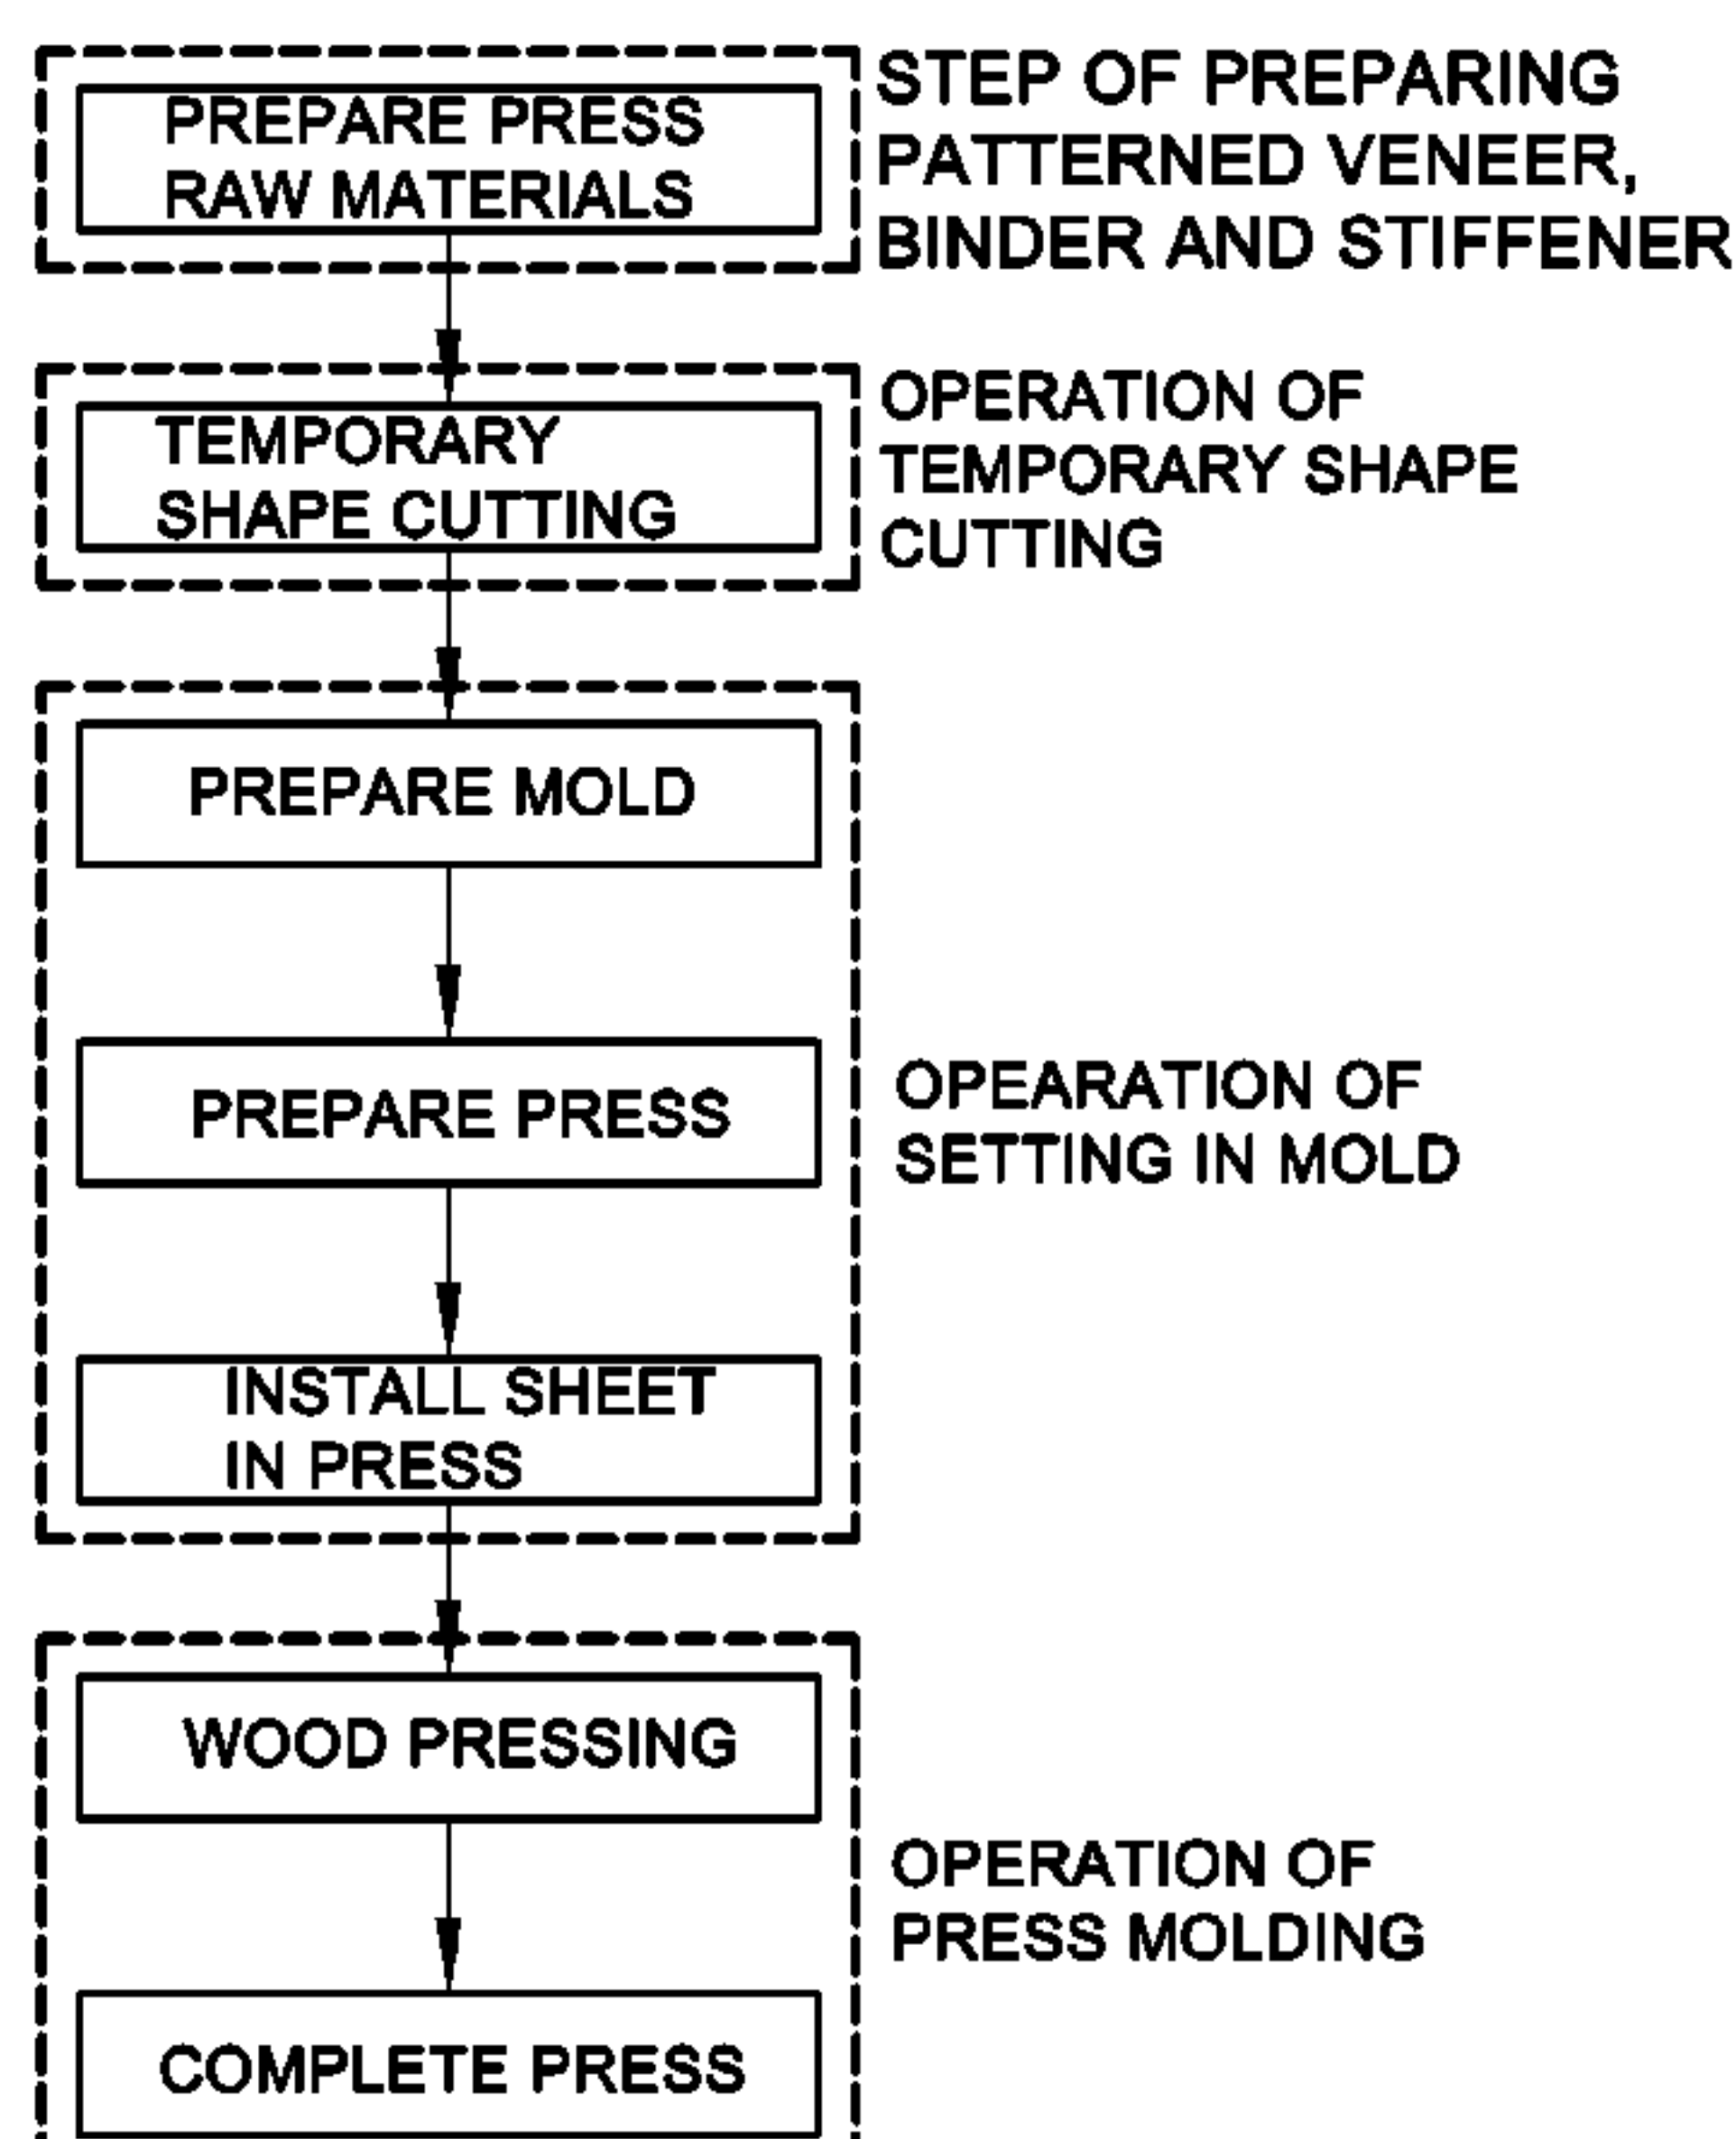 PREPARE PRESS
RAW MATERIALS
STEP OF PREPARING
PATTERNED VENEER,
BINDER AND STIFFENER
TEMPORARY
SHAPE CUTTING
OPERATION OF
TEMPORARY SHAPE
CUTTING
PREPARE MOLD
PREPARE PRESS
INSTALL SHEET
IN PRESS
OPEARATION OF
SETTING IN MOLD
WOOD PRESSING
COMPLETE PRESS
OPERATION OF
PRESS MOLDING